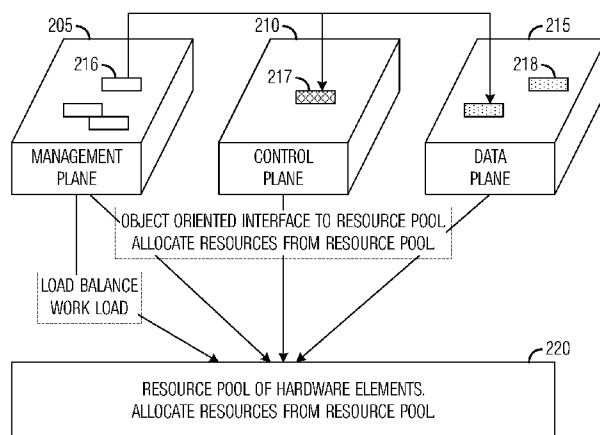 205
210
215
216
217
218
MANAGEMENT
PLANE
CONTROL
PLANE
DATA
PLANE
OBJECT ORIENTED INTERFACE TO RESOURCE POOL.
ALLOCATE RESOURCES FROM RESOURCE POOL.
LOAD BALANCE
WORK LOAD
220
RESOURCE POOL OF HARDWARE ELEMENTS.
ALLOCATE RESOURCES FROM RESOURCE POOL.